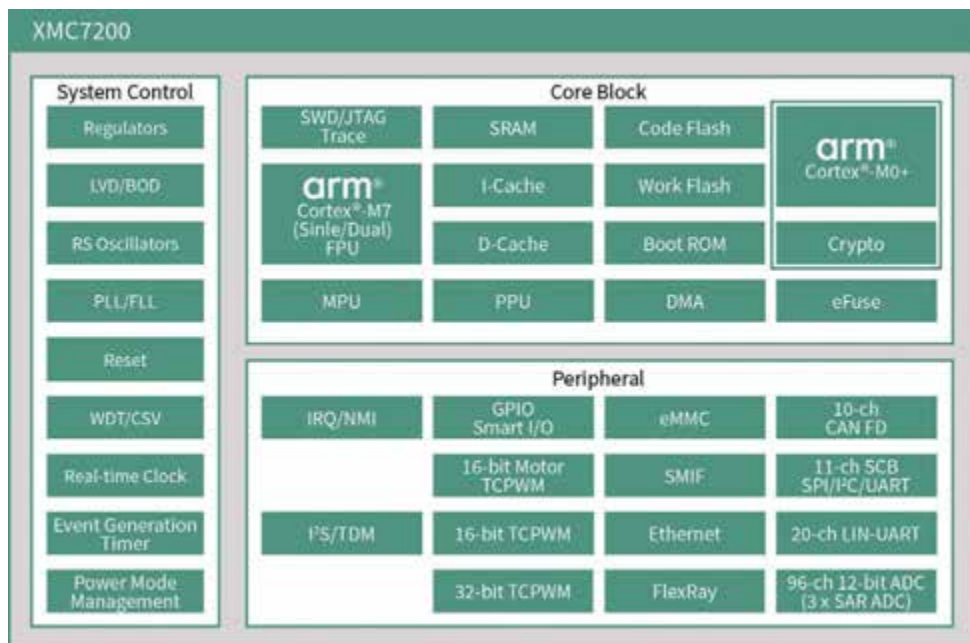 XMC7200
System Control
Regulators
LVD/BOD
RS Oscillators
PLL/FLL
Reset
WDT/CSV
Real-time Clock
Event Generation
Timer
Power Mode
Management
Core Block
SWD/JTAG
Trace
SRAM
Code Flash
arm®
Cortex®-M0+
arm®
Cortex®-M7
(Sinle/Dual)
FPU
I-Cache
Work Flash
D-Cache
Boot ROM
Crypto
MPU
PPU
DMA
eFuse
Peripheral
IRQ/NMI
GPIO
Smart I/O
eMMC
10-ch
CAN FD
16-bit Motor
TCPWM
SMIF
11-ch SCB
SPI/I²C/UART
I²S/TDM
16-bit TCPWM
Ethernet
20-ch LIN-UART
32-bit TCPWM
FlexRay
96-ch 12-bit ADC
(3 x SAR ADC)